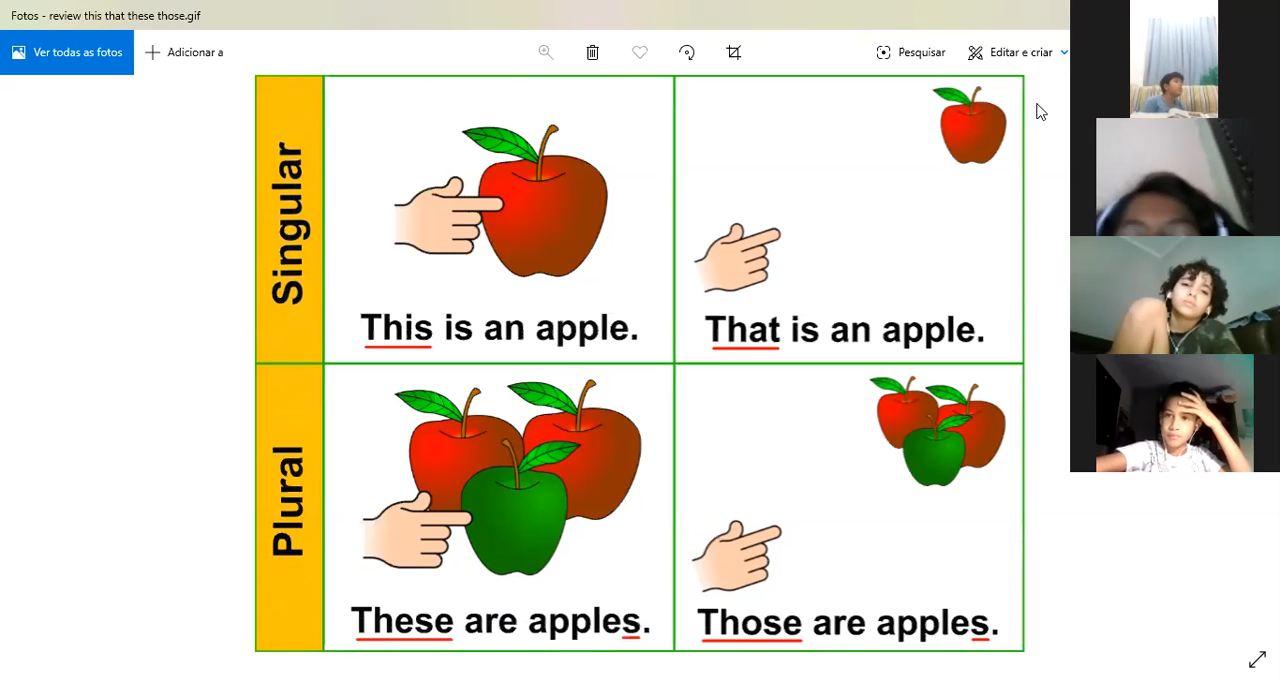 Fotos - review this that these those.gif
Ver todas as fotos
Adicionar a
Pesquisar
Editar e criar
Singular
This is an apple.
That is an apple.
Plural
These are apples.
Those are apples.